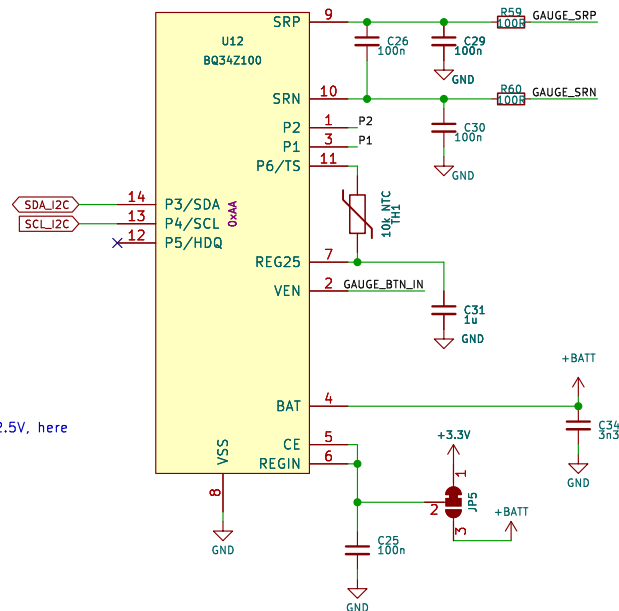 U12
BQ34Z100
SRP
9
C26
100n
C29
100n
GND
R59
100R
GAUGE_SRP
SRN
10
C30
100n
GND
R60
100R
GAUGE_SRN
P2
1
P2
P1
3
P1
P6/TS
11
10k_NTC
TH1
SDA_I2C
14
P3/SDA
SCL_I2C
13
P4/SCL
12
P5/HDQ
0xAA
REG25
7
VEN
2
GAUGE_BTN_IN
C31
1u
GND
+BATT
BAT
4
C34
3n3
GND
2.5V, here
CE
5
REGIN
6
VSS
8
GND
+3.3V
1
2
JP5
3
+BATT
C25
100n
GND